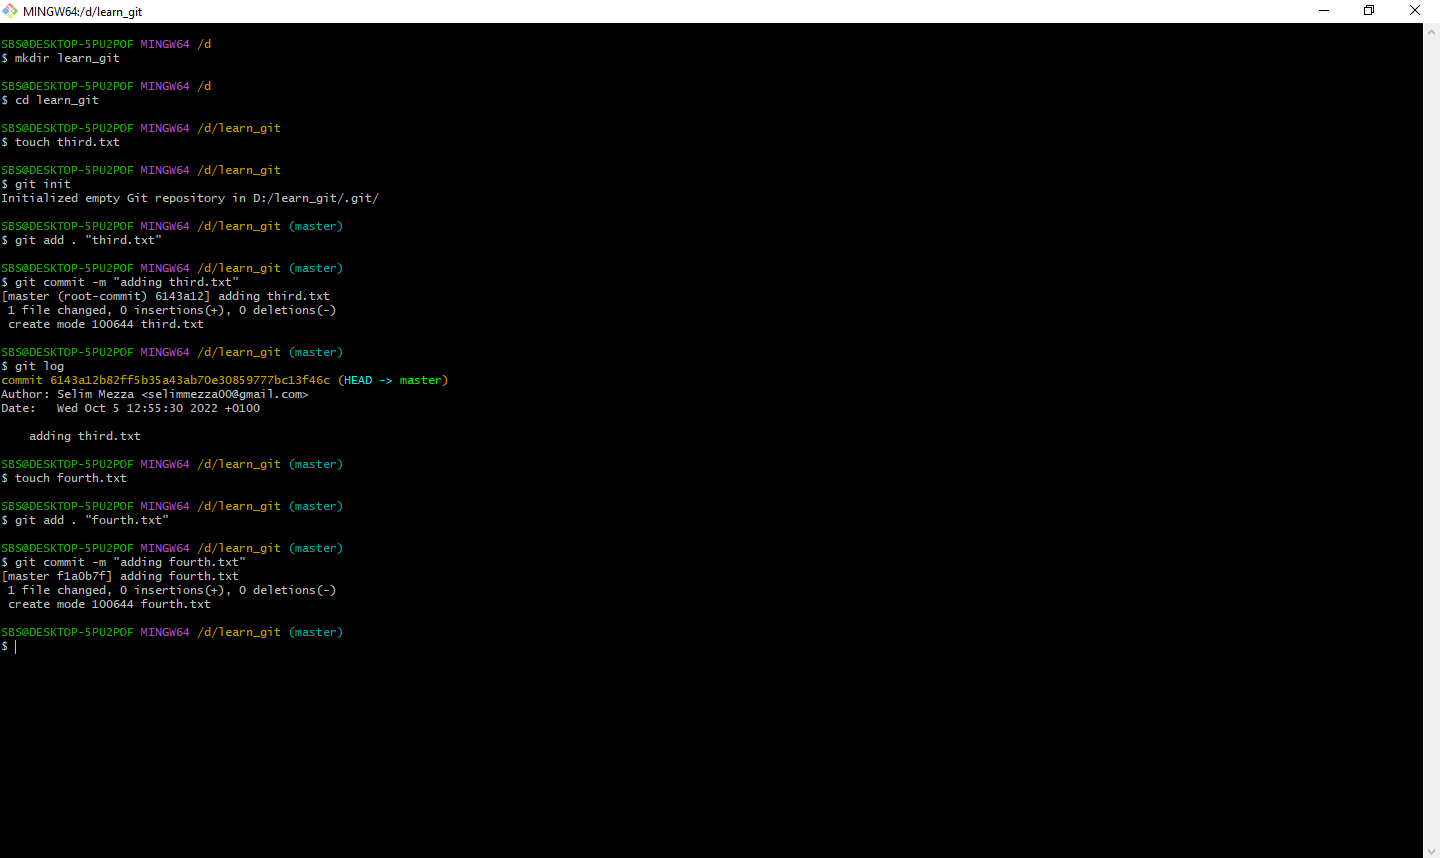 MINGW64:/d/learn_git
SBS@DESKTOP-5PU2POF MINGW64 /d
$ mkdir learn_git
SBS@DESKTOP-5PU2POF MINGW64 /d
$ cd learn_git
SBS@DESKTOP-5PU2POF MINGW64 /d/learn_git
$ touch third.txt
SBS@DESKTOP-5PU2POF MINGW64 /d/learn_git
$ git init
Initialized empty Git repository in D:/learn_git/.git/
SBS@DESKTOP-5PU2POF MINGW64 /d/learn_git (master)
$ git add . "third.txt"
SBS@DESKTOP-5PU2POF MINGW64 /d/learn_git (master)
$ git commit -m "adding third.txt"
[master (root-commit) 6143a12] adding third.txt
 1 file changed, 0 insertions(+), 0 deletions(-)
 create mode 100644 third.txt
SBS@DESKTOP-5PU2POF MINGW64 /d/learn_git (master)
$ git log
commit 6143a12b82ff5b35a43ab70e30859777bc13f46c (HEAD -> master)
Author: Selim Mezza <selimmezza00@gmail.com>
Date:   Wed Oct 5 12:55:30 2022 +0100
    adding third.txt
SBS@DESKTOP-5PU2POF MINGW64 /d/learn_git (master)
$ touch fourth.txt
SBS@DESKTOP-5PU2POF MINGW64 /d/learn_git (master)
$ git add . "fourth.txt"
SBS@DESKTOP-5PU2POF MINGW64 /d/learn_git (master)
$ git commit -m "adding fourth.txt"
[master f1a0b7f] adding fourth.txt
 1 file changed, 0 insertions(+), 0 deletions(-)
 create mode 100644 fourth.txt
SBS@DESKTOP-5PU2POF MINGW64 /d/learn_git (master)
$